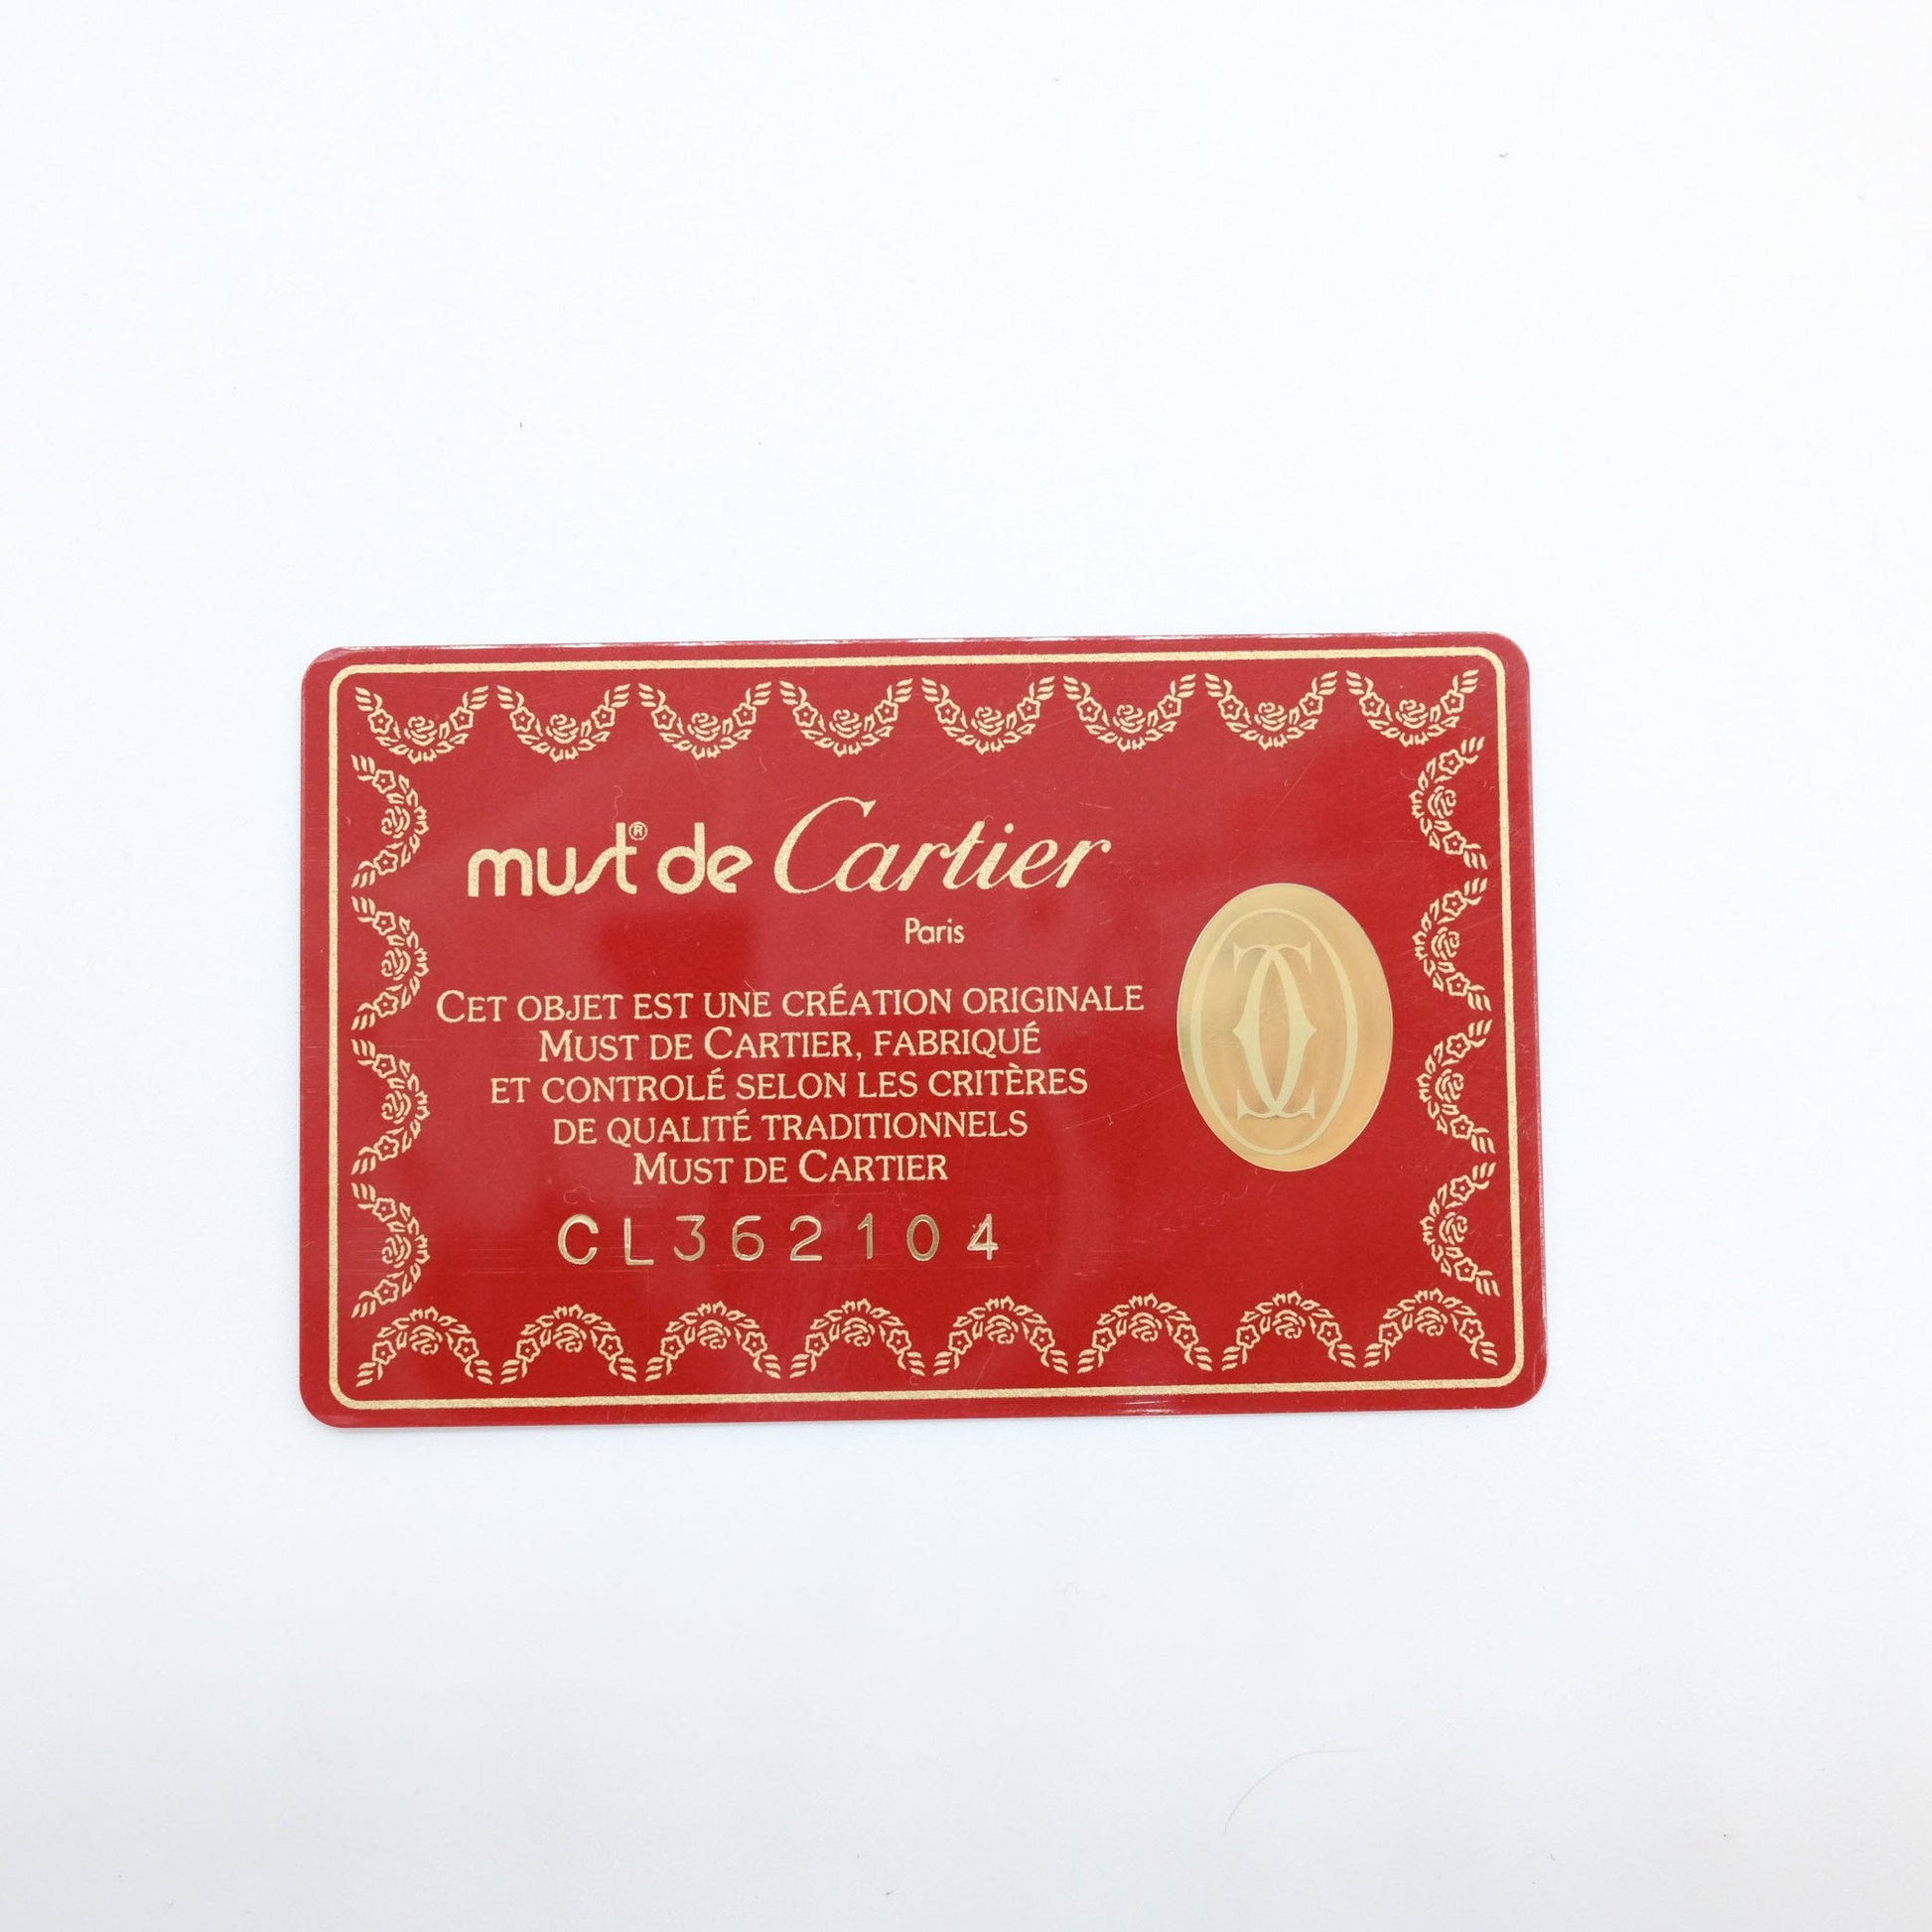 must® de Cartier
Paris
CET OBJET EST UNE CRÉATION ORIGINALE
MUST DE CARTIER, FABRIQUÉ
ET CONTROLÉ SELON LES CRITÈRES
DE QUALITÉ TRADITIONNELS
MUST DE CARTIER
CL362104